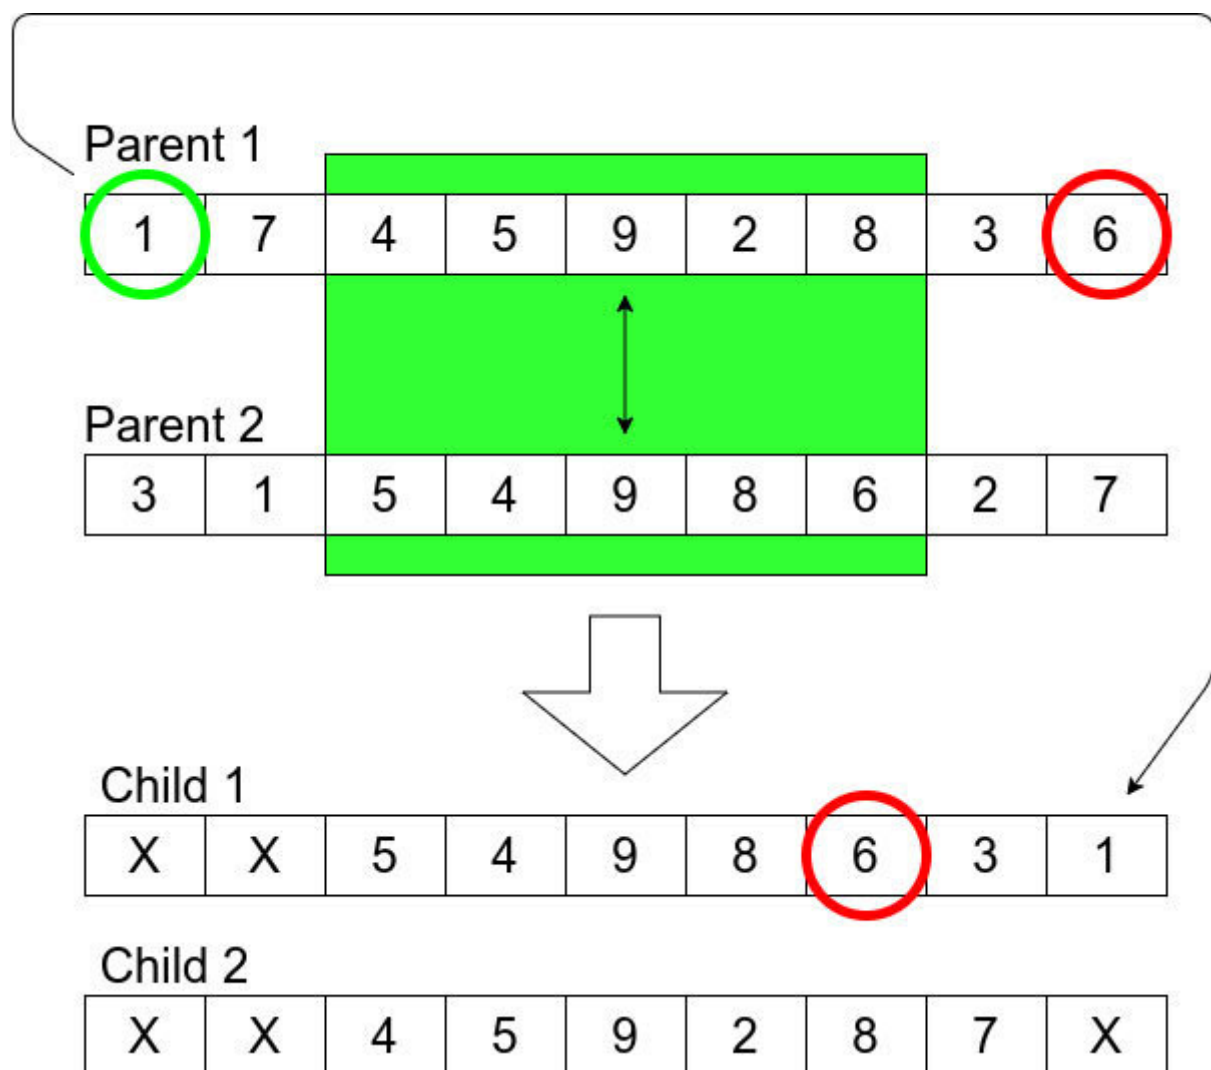 Parent 1
1 7 4 5 9 2 8 3 6
Parent 2
3 1 5 4 9 8 6 2 7
Child 1
X X 5 4 9 8 6 3 1
Child 2
X X 4 5 9 2 8 7 X